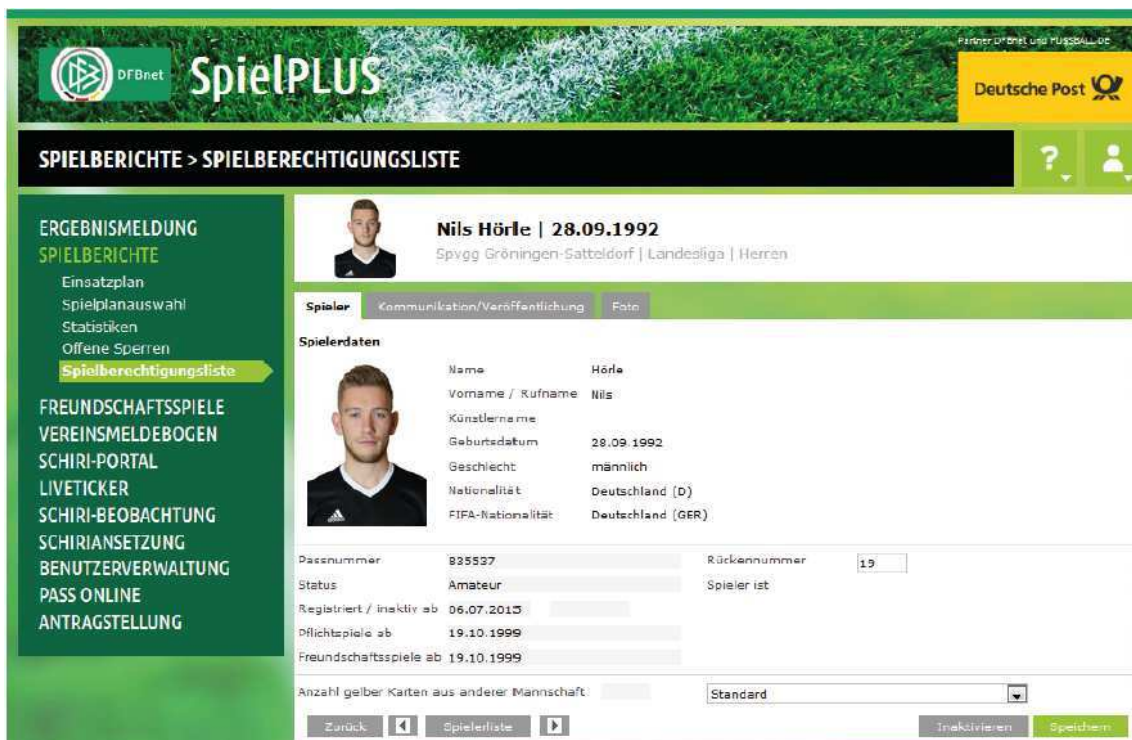 DFBnet
SpielPLUS
Partner DFBnet und FUSSBALL.DE
Deutsche Post
SPIELBERICHTE > SPIELBERECHTIGUNGSLISTE
?
ERGEBNISMELDUNG
SPIELBERICHTE
Einsatzplan
Spielplanauswahl
Statistiken
Offene Sperren
Spielberechtigungsliste
FREUNDSCHAFTSSPIELE
VEREINSMELDEBOGEN
SCHIRI-PORTAL
LIVETICKER
SCHIRI-BEOBACHTUNG
SCHIRIANSETZUNG
BENUTZERVERWALTUNG
PASS ONLINE
ANTRAGSTELLUNG
Nils Hörle | 28.09.1992
Spvgg Gröningen-Satteldorf | Landesliga | Herren
Spieler Kommunikation/Veröffentlichung Foto
Spielerdaten
Name Hörle
Vorname / Rufname Nils
Künstlername
Geburtsdatum 28.09.1992
Geschlecht männlich
Nationalität Deutschland (D)
FIFA-Nationalität Deutschland (GER)
Passnummer 835537 Rückennummer 19
Status Amateur Spieler ist
Registriert / inaktiv ab 06.07.2015
Pflichtspiele ab 19.10.1999
Freundschaftsspiele ab 19.10.1999
Anzahl gelber Karten aus anderer Mannschaft Standard
Zurück Spielerliste Inaktivieren Speichern